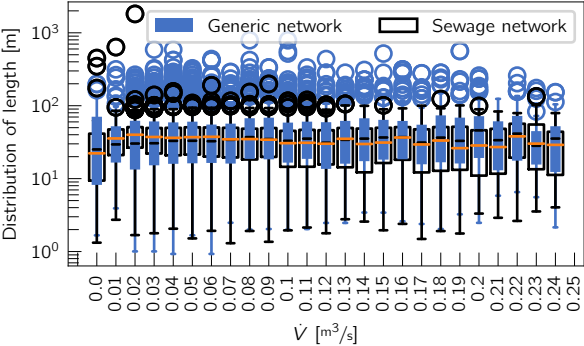 Generic network Sewage network
Distribution of length [m]
10³
10²
10¹
10⁰
0.0 0.01 0.02 0.03 0.04 0.05 0.06 0.07 0.08 0.09 0.1 0.11 0.12 0.13 0.14 0.15 0.16 0.17 0.18 0.19 0.2 0.21 0.22 0.23 0.24 0.25
V̇ [m³/s]